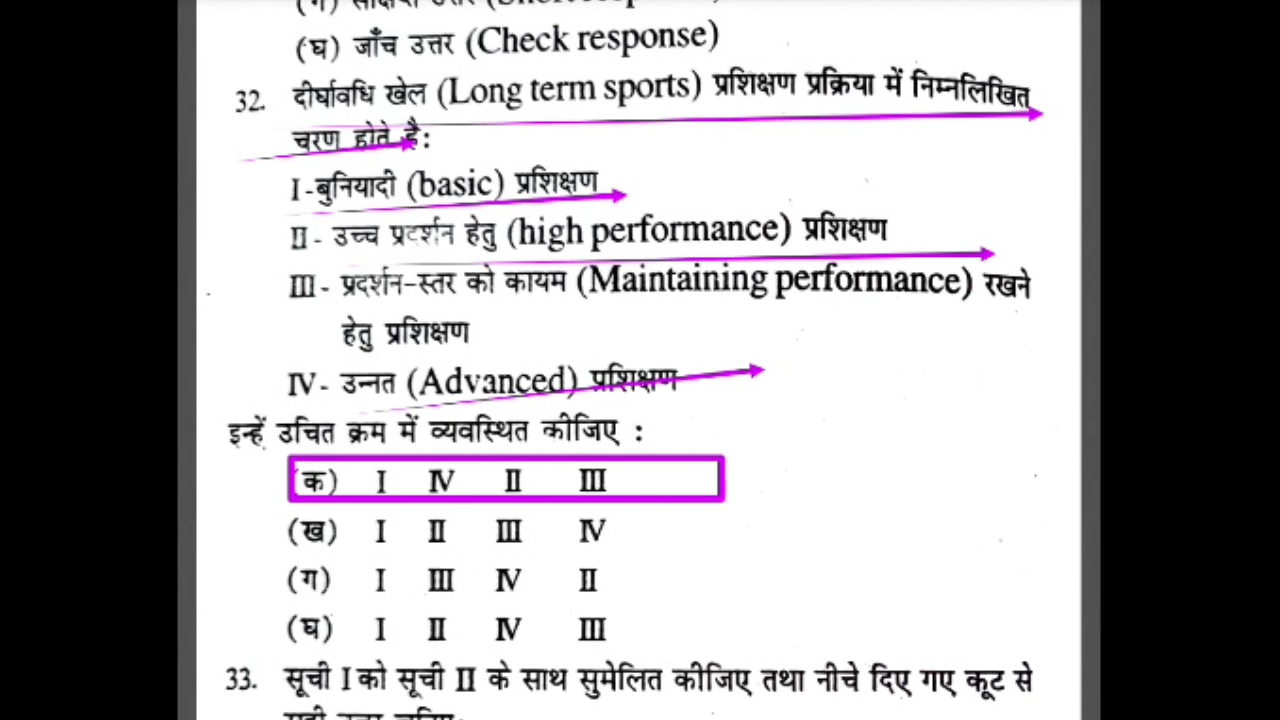 (घ) जाँच उत्तर (Check response)
32. दीर्घावधि खेल (Long term sports) प्रशिक्षण प्रक्रिया में निम्नलिखित
चरण होते है:
I-बुनियादी (basic) प्रशिक्षण
II - उच्च प्रदर्शन हेतु (high performance) प्रशिक्षण
III - प्रदर्शन-स्तर को कायम (Maintaining performance) रखने
हेतु प्रशिक्षण
IV - उन्नत (Advanced) प्रशिक्षण
इन्हें उचित क्रम में व्यवस्थित कीजिए :
(क) I IV II III
(ख) I II III IV
(ग) I III IV II
(घ) I II IV III
33. सूची I को सूची II के साथ सुमेलित कीजिए तथा नीचे दिए गए कूट से